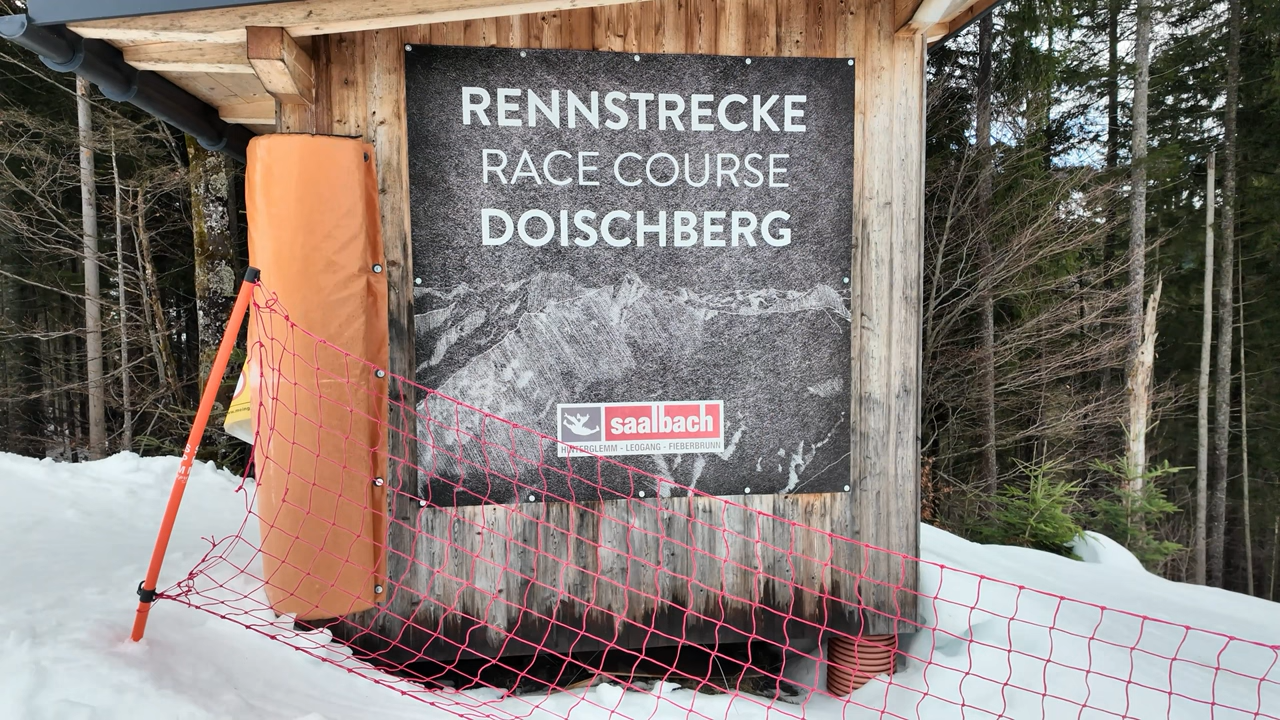 RENNSTRECKE
RACE COURSE
DOISCHBERG
saalbach
HINTERGLEMM - LEOGANG - FIEBERBRUNN